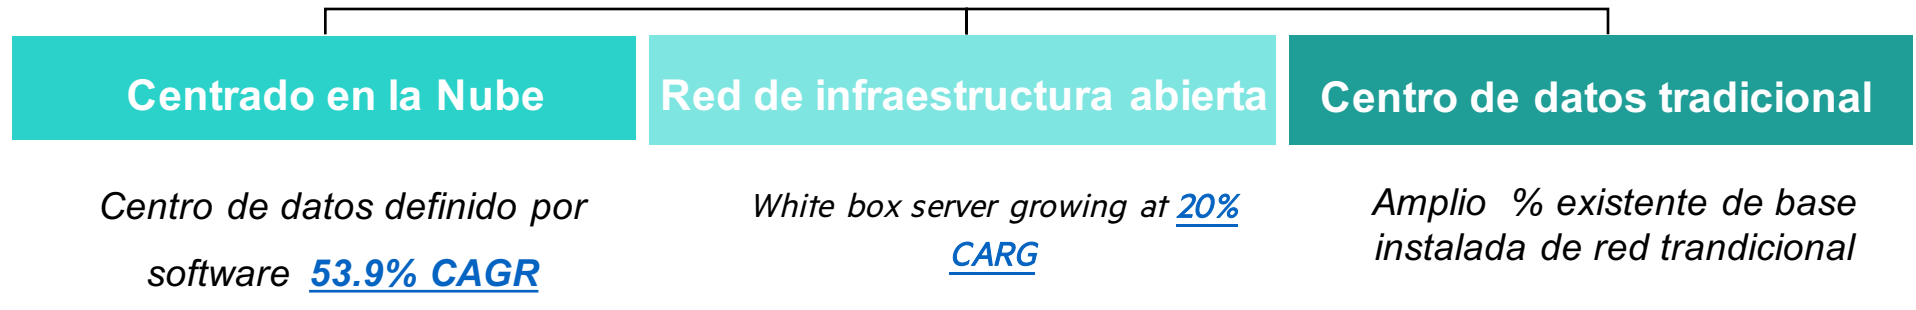 Centrado en la Nube
Red de infraestructura abierta
Centro de datos tradicional
Centro de datos definido por
software 53.9% CAGR
White box server growing at 20%
CARG
Amplio % existente de base
instalada de red trandicional